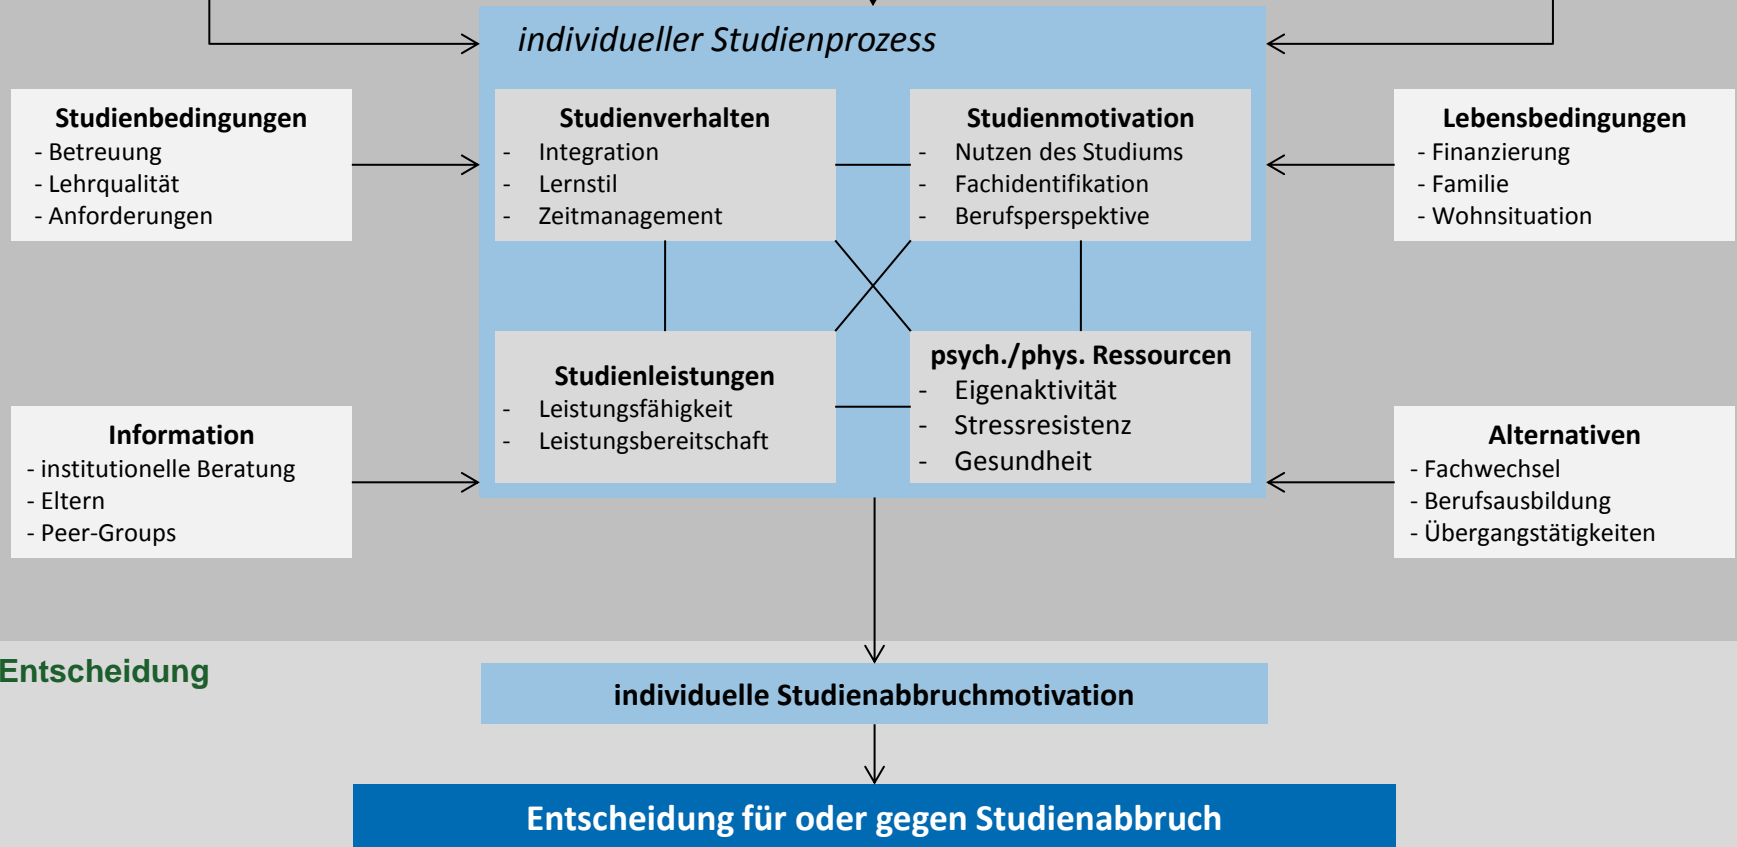 individueller Studienprozess
Studienbedingungen
- Betreuung
- Lehrqualität
- Anforderungen
Studienverhalten
- Integration
- Lernstil
- Zeitmanagement
Studienmotivation
- Nutzen des Studiums
- Fachidentifikation
- Berufsperspektive
Lebensbedingungen
- Finanzierung
- Familie
- Wohnsituation
Information
- institutionelle Beratung
- Eltern
- Peer-Groups
Studienleistungen
- Leistungsfähigkeit
- Leistungsbereitschaft
psych./phys. Ressourcen
- Eigenaktivität
- Stressresistenz
- Gesundheit
Alternativen
- Fachwechsel
- Berufsausbildung
- Übergangstätigkeiten
Entscheidung
individuelle Studienabbruchmotivation
Entscheidung für oder gegen Studienabbruch